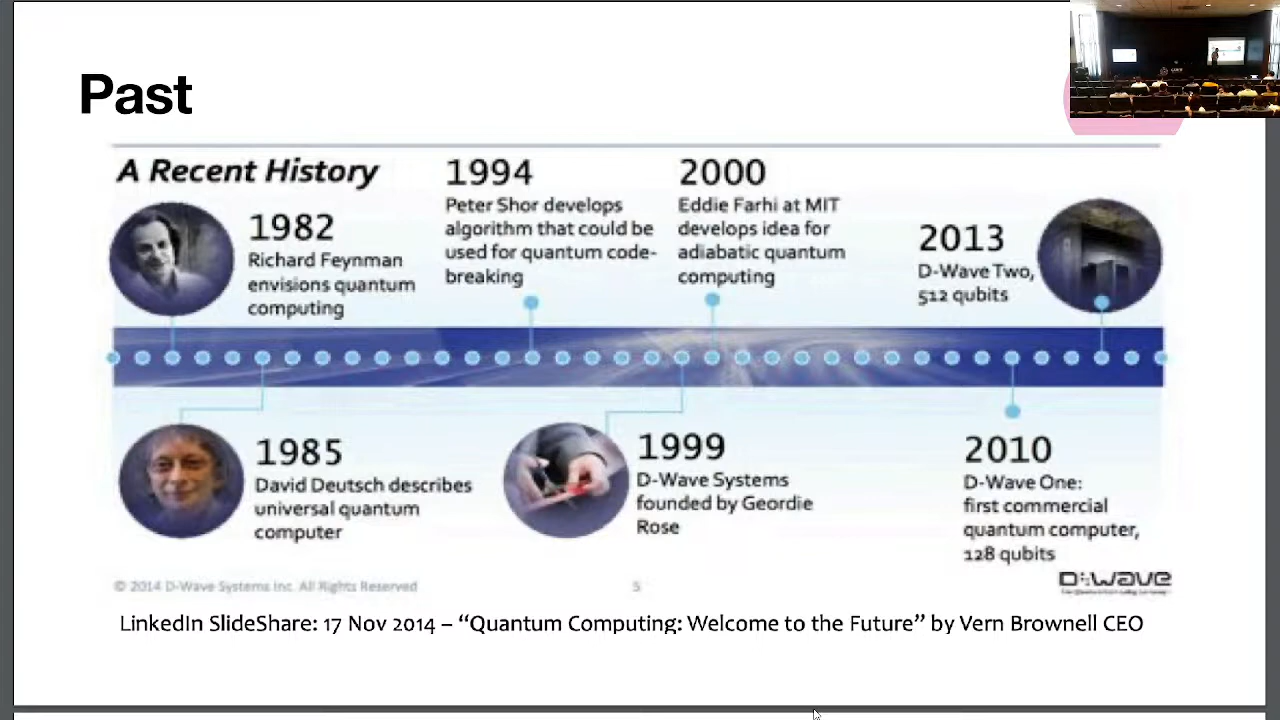 Past
A Recent History
1982
Richard Feynman
envisions quantum
computing
1994
Peter Shor develops
algorithm that could be
used for quantum code-
breaking
2000
Eddie Farhi at MIT
develops idea for
adiabatic quantum
computing
2013
D-Wave Two,
512 qubits
1985
David Deutsch describes
universal quantum
computer
1999
D-Wave Systems
founded by Geordie
Rose
2010
D-Wave One:
first commercial
quantum computer,
128 qubits
© 2014 D-Wave Systems Inc. All Rights Reserved
5
D:wave
LinkedIn SlideShare: 17 Nov 2014 – “Quantum Computing: Welcome to the Future” by Vern Brownell CEO